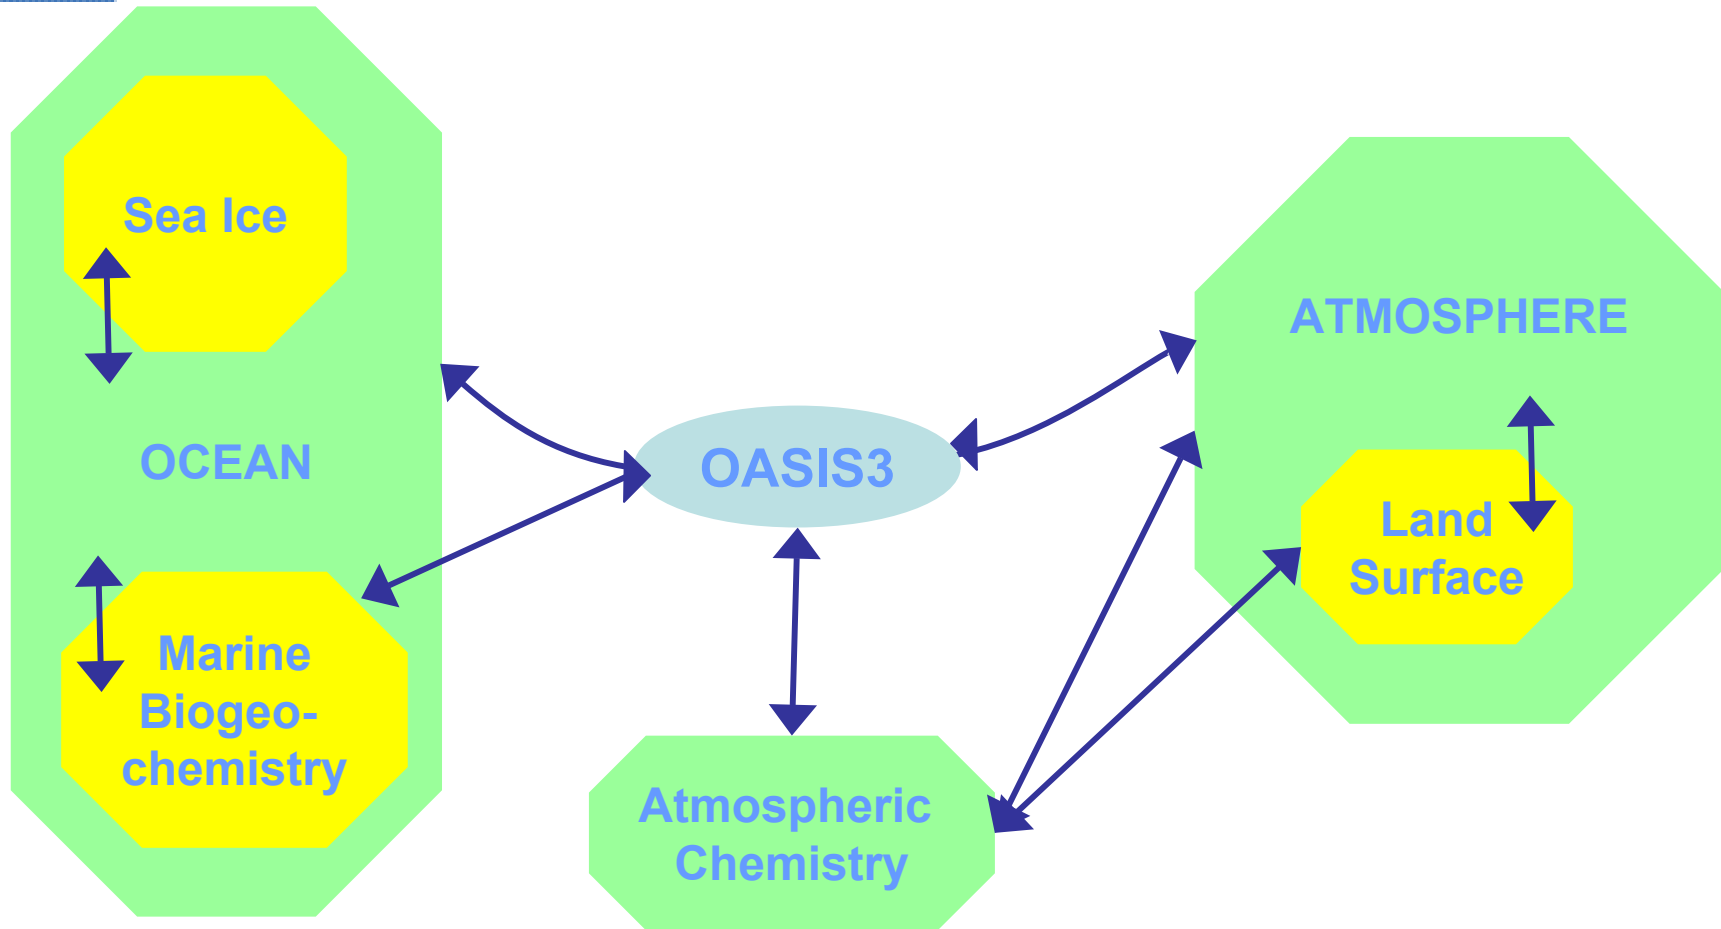 Sea Ice
OCEAN
Marine
Biogeo-
chemistry
OASIS3
Atmospheric
Chemistry
ATMOSPHERE
Land
Surface